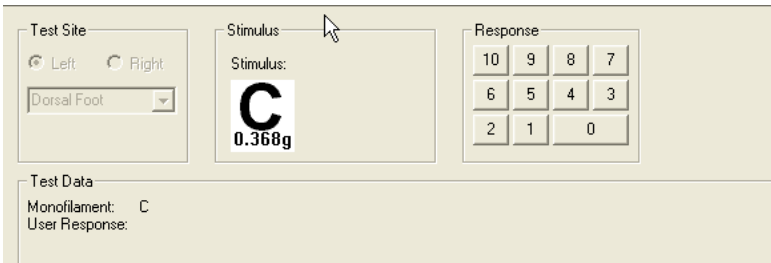 Test Site
Left Right
Dorsal Foot
Stimulus
Stimulus:
C
0.368g
Response
10 9 8 7
6 5 4 3
2 1 0
Test Data
Monofilament: C
User Response: